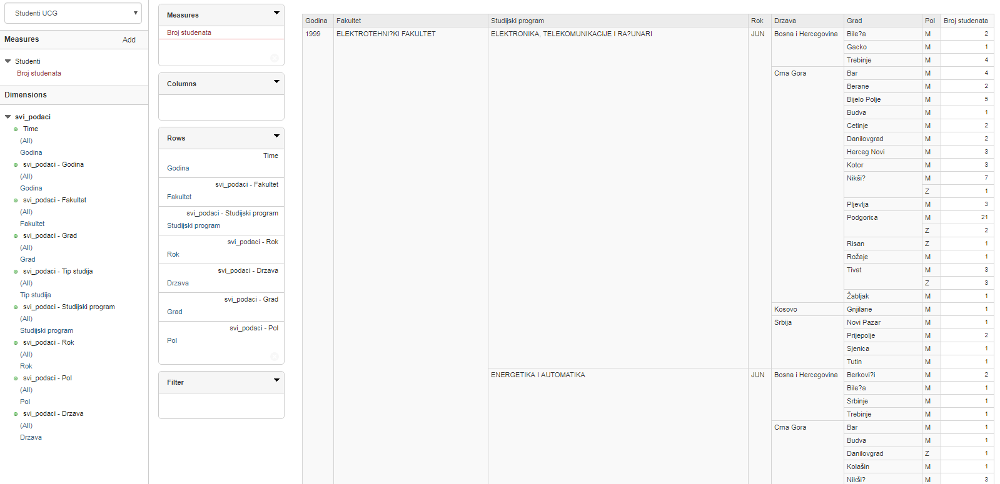 Studenti UCG
Measures Add
Studenti
Broj studenata
Dimensions
svi_podaci
Time
(All)
Godina
svi_podaci - Godina
(All)
Godina
svi_podaci - Fakultet
(All)
Fakultet
svi_podaci - Grad
(All)
Grad
svi_podaci - Tip studija
(All)
Tip studija
svi_podaci - Studijski program
(All)
Studijski program
svi_podaci - Rok
(All)
Rok
svi_podaci - Pol
(All)
Pol
svi_podaci - Drzava
(All)
Drzava
Measures
Broj studenata
Columns
Rows
Time
Godina
svi_podaci - Fakultet
Fakultet
svi_podaci - Studijski program
Studijski program
svi_podaci - Rok
Rok
svi_podaci - Drzava
Drzava
svi_podaci - Grad
Grad
svi_podaci - Pol
Pol
Filter
Godina Fakultet Studijski program Rok Drzava Grad Pol Broj studenata
1999 ELEKTROTEHNI?KI FAKULTET ELEKTRONIKA, TELEKOMUNIKACIJE I RA?UNARI JUN Bosna i Hercegovina Bile?a M 2
Gacko M 1
Trebinje M 4
Crna Gora Bar M 4
Berane M 2
Bijelo Polje M 5
Budva M 1
Cetinje M 2
Danilovgrad M 2
Herceg Novi M 3
Kotor M 3
Nikši? M 7
Z 1
Pljevlja M 3
Podgorica M 21
Z 2
Risan Z 1
Rožaje M 1
Tivat M 3
Z 3
Žabljak M 1
Kosovo Gnjilane M 1
Srbija Novi Pazar M 1
Prijepolje M 2
Sjenica M 1
Tutin M 1
ENERGETIKA I AUTOMATIKA JUN Bosna i Hercegovina Berkovi?i M 2
Bile?a M 1
Srbinje M 1
Trebinje M 1
Crna Gora Bar M 1
Budva M 1
Danilovgrad Z 1
Kolašin M 1
Nikši? M 3